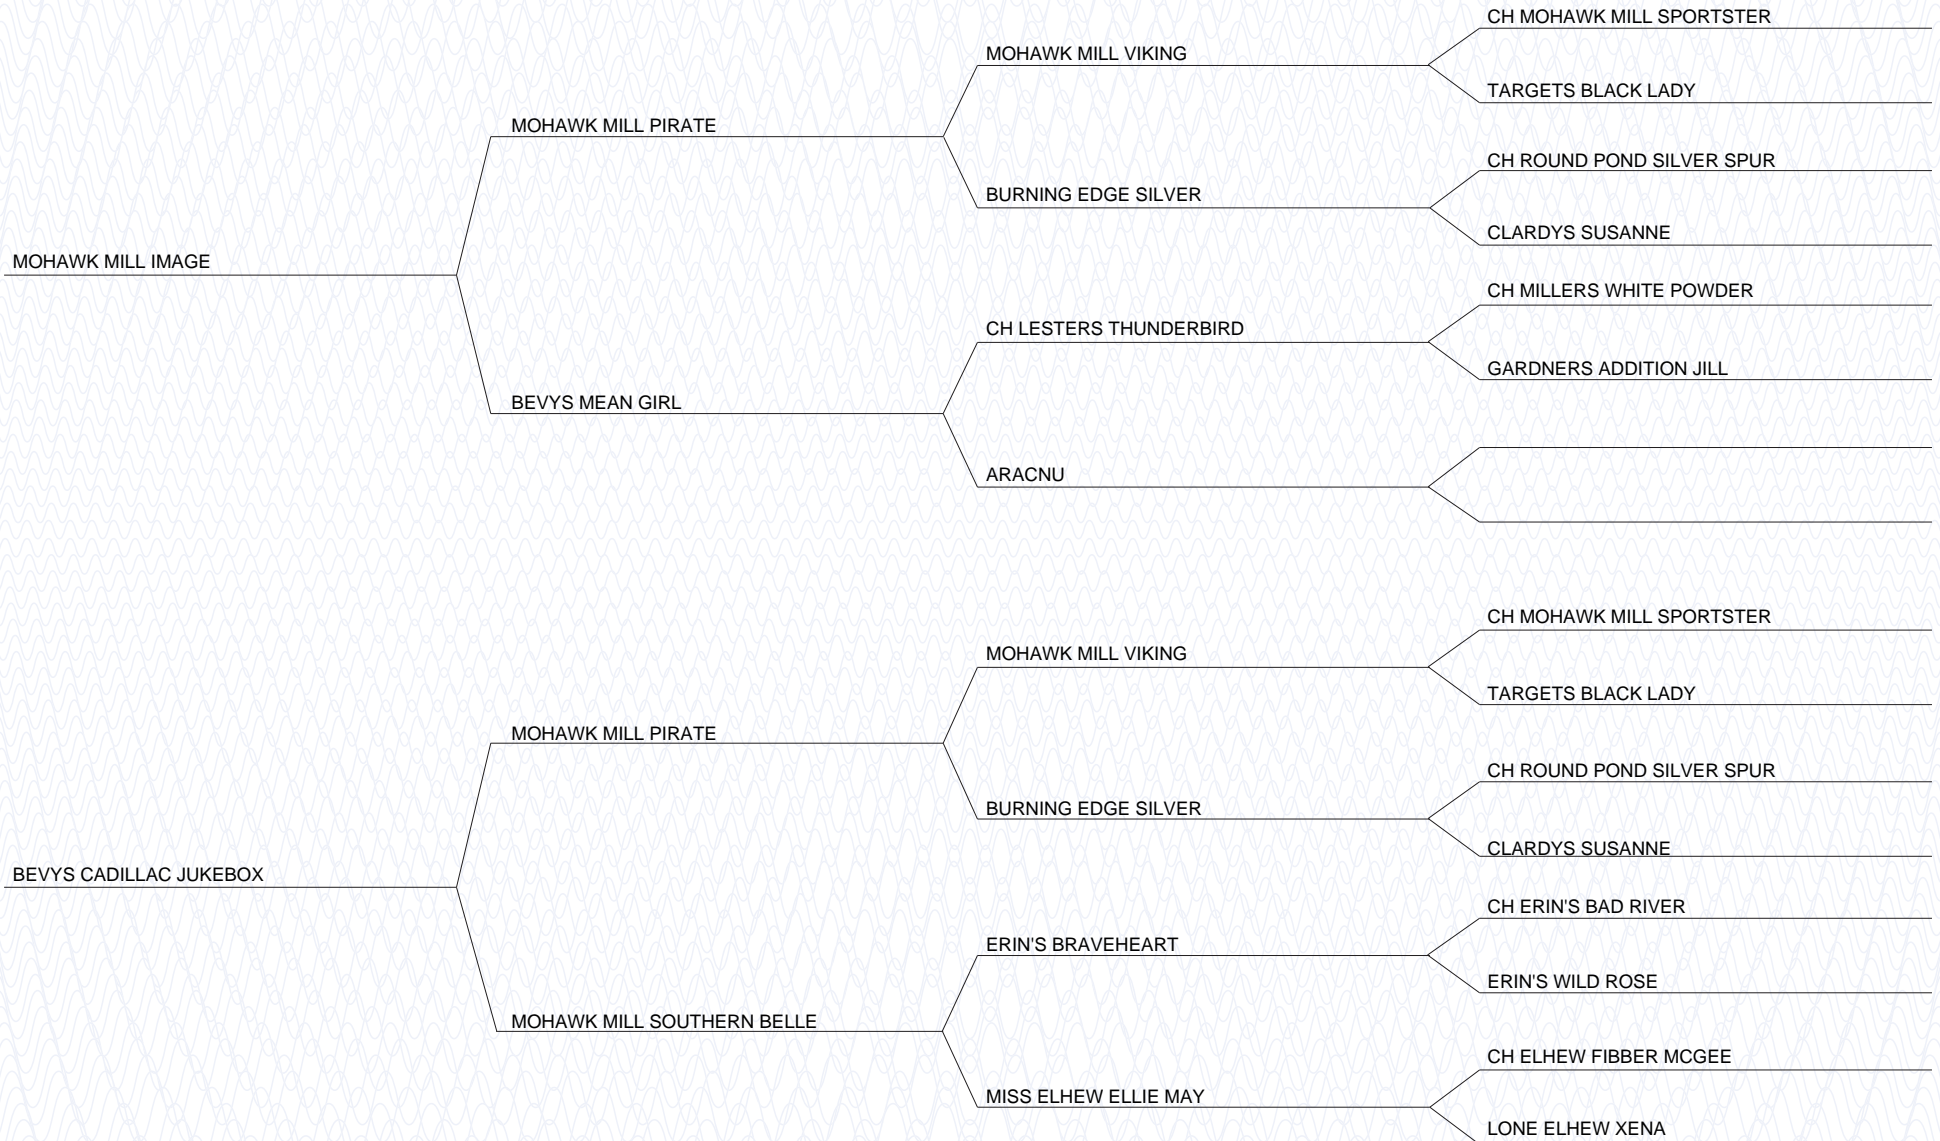 CH MOHAWK MILL SPORTSTER
MOHAWK MILL VIKING
TARGETS BLACK LADY
MOHAWK MILL PIRATE
CH ROUND POND SILVER SPUR
BURNING EDGE SILVER
CLARDYS SUSANNE
MOHAWK MILL IMAGE
CH MILLERS WHITE POWDER
CH LESTERS THUNDERBIRD
GARDNERS ADDITION JILL
BEVYS MEAN GIRL
ARACNU
CH MOHAWK MILL SPORTSTER
MOHAWK MILL VIKING
TARGETS BLACK LADY
MOHAWK MILL PIRATE
CH ROUND POND SILVER SPUR
BURNING EDGE SILVER
CLARDYS SUSANNE
BEVYS CADILLAC JUKEBOX
CH ERIN'S BAD RIVER
ERIN'S BRAVEHEART
ERIN'S WILD ROSE
MOHAWK MILL SOUTHERN BELLE
CH ELHEW FIBBER MCGEE
MISS ELHEW ELLIE MAY
LONE ELHEW XENA